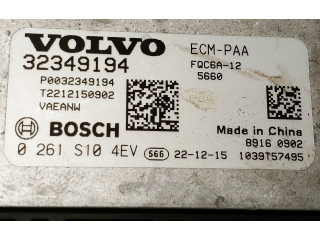 VOLVO ECM-PAA
32349194 FQC6A-12
P0032349194 5660
T2212150902
VAEANW
BOSCH Made in China
8916 0902
0 261 S10 4EV 566 22-12-15 1039T57495